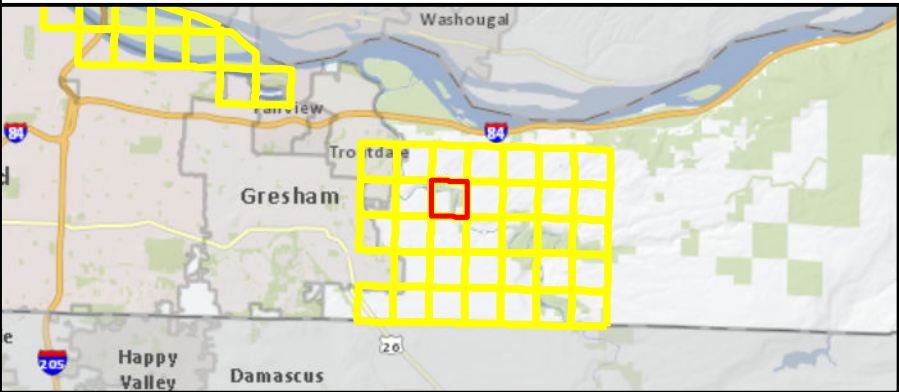 Washougal
Fairview
84
84
Troutdale
Gresham
26
205
Happy
Valley
Damascus